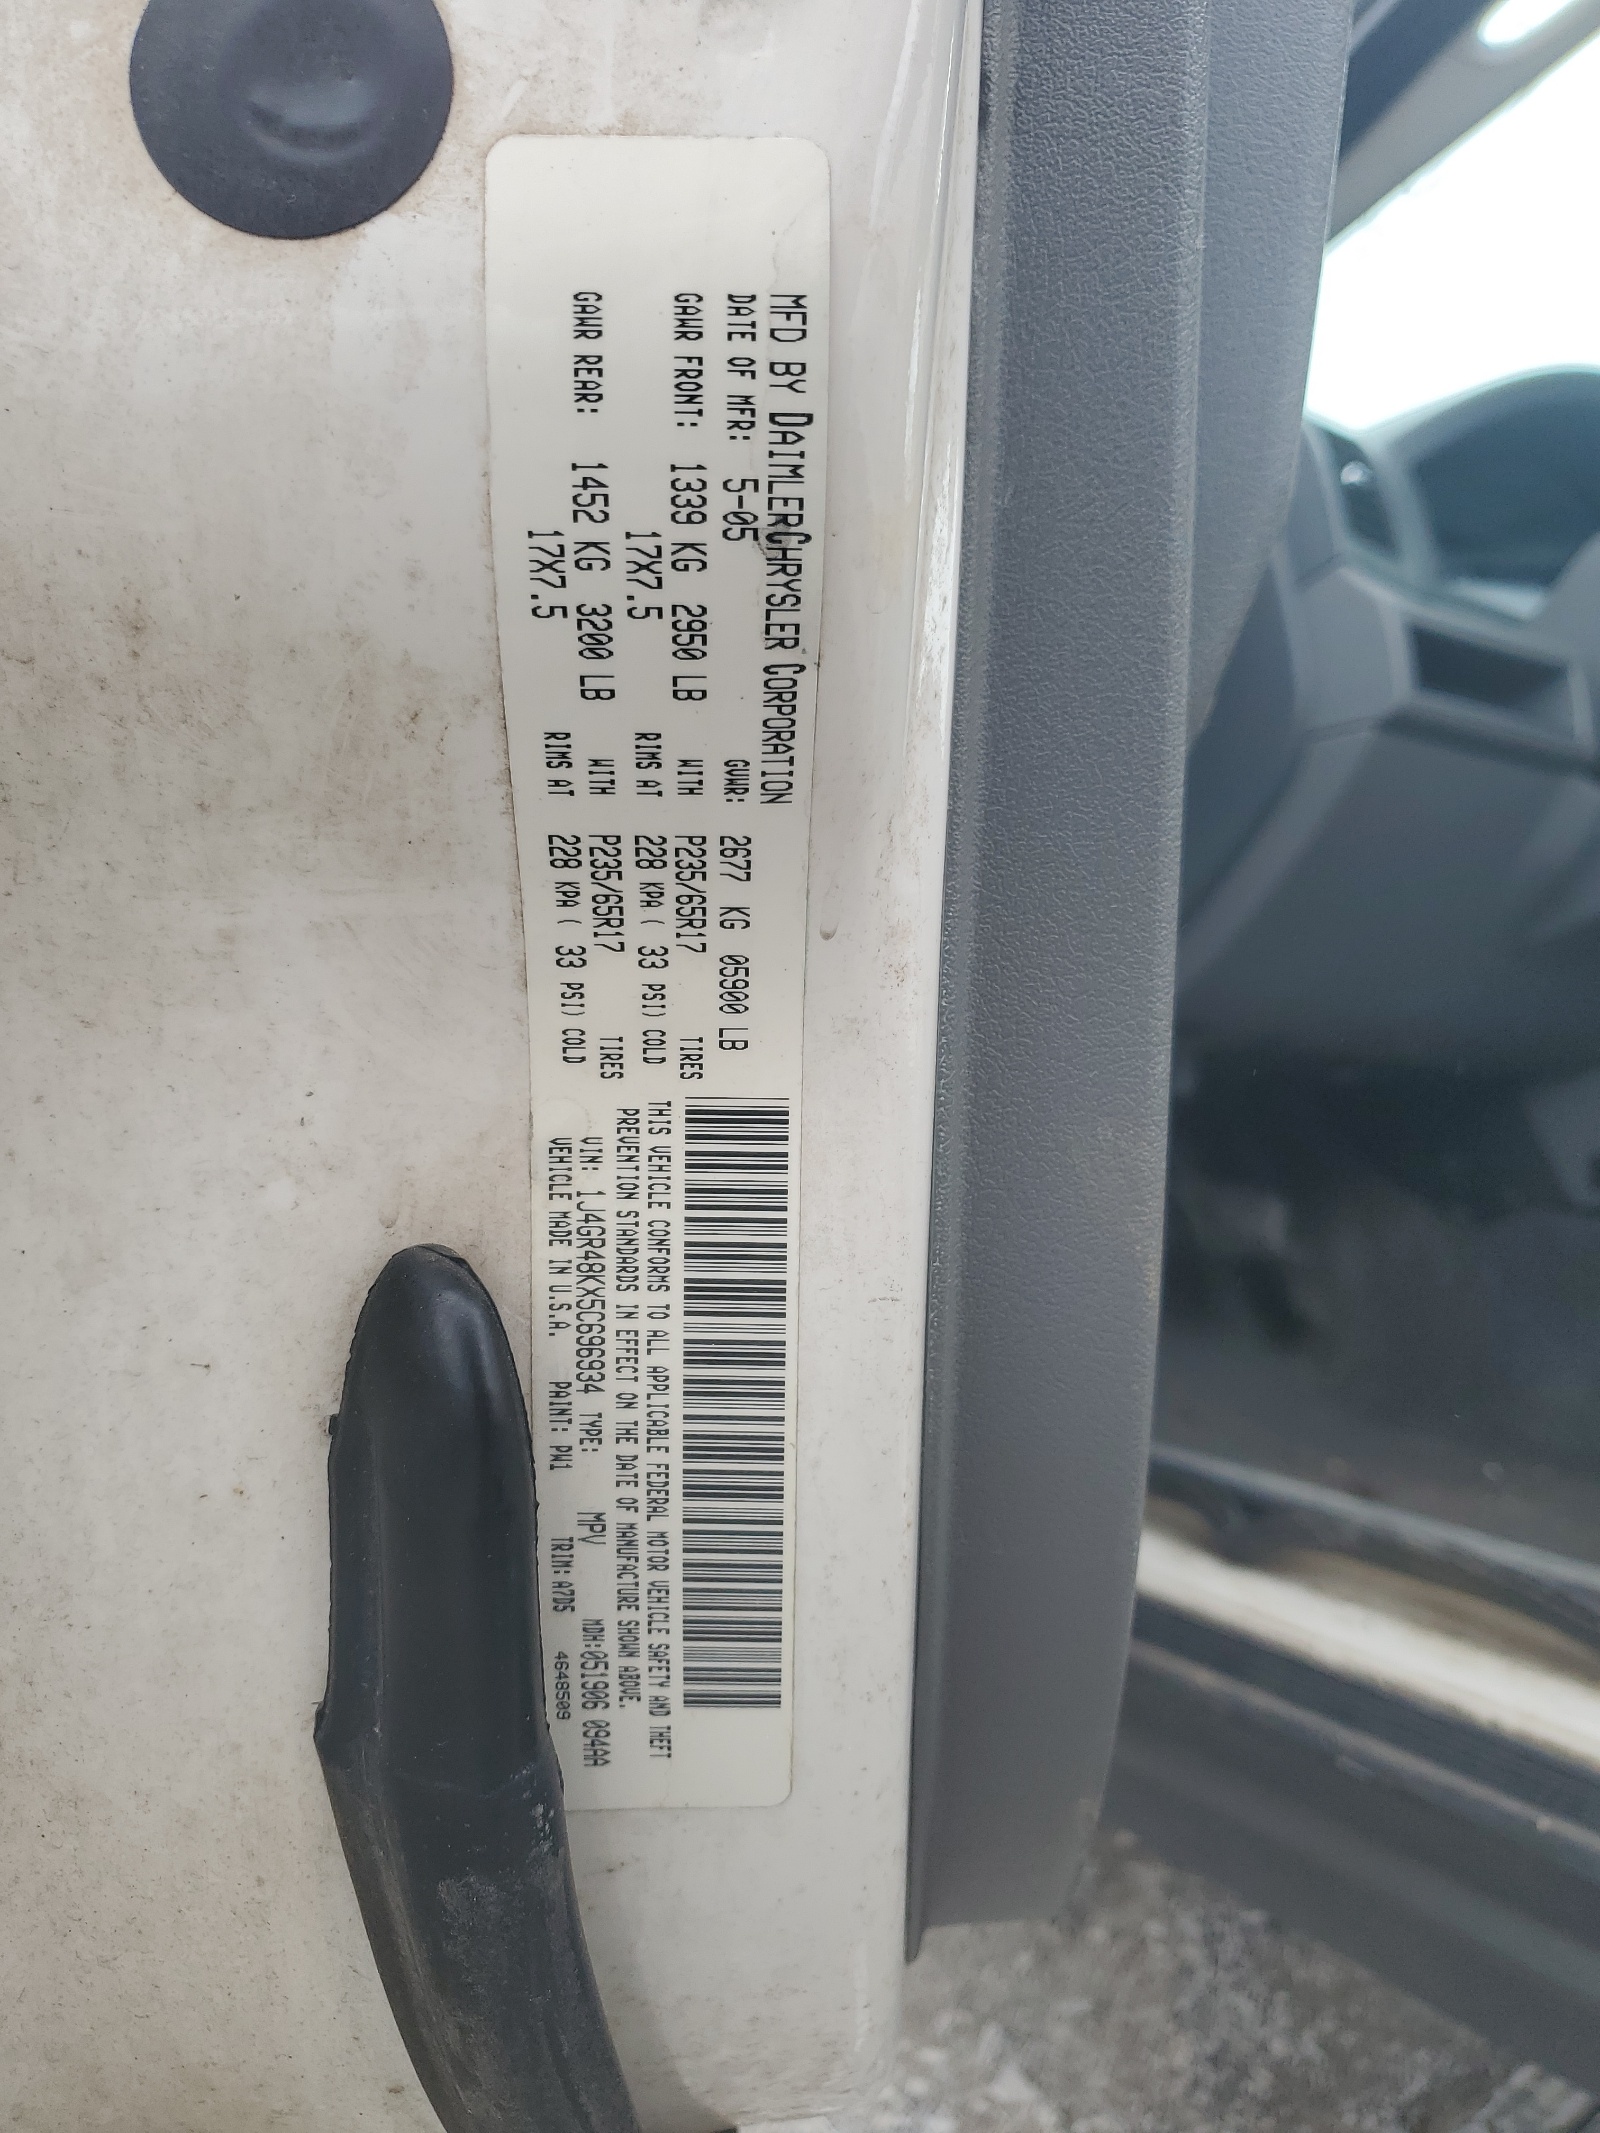 MFD BY DAIMLERCHRYSLER CORPORATION
DATE OF MFR: 5-05 GVWR: 2677 KG 05900 LB
GAWR FRONT: 1339 KG 2950 LB WITH P235/65R17 TIRES
17X7.5 RIMS AT 228 KPA ( 33 PSI) COLD
GAWR REAR: 1452 KG 3200 LB WITH P235/65R17 TIRES
17X7.5 RIMS AT 228 KPA ( 33 PSI) COLD
THIS VEHICLE CONFORMS TO ALL APPLICABLE FEDERAL MOTOR VEHICLE SAFETY AND THEFT
PREVENTION STANDARDS IN EFFECT ON THE DATE OF MANUFACTURE SHOWN ABOVE.
VIN: 1J4GR48KX5C696934 TYPE: MPV MDH:051906 094AA
VEHICLE MADE IN U.S.A. PAINT: PW1 TRIM: A7D5 4648509